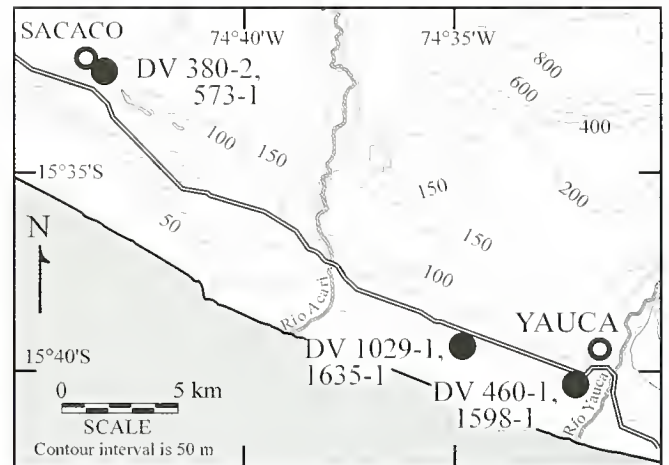 74°40'W
74°35'W
SACACO
DV 380-2,
573-1
800
600
400
100
150
15°35'S
150
200
50
150
N
100
Río Acarí
YAUCA
DV 1029-1,
1635-1
15°40'S
DV 460-1,
1598-1
Río Yauca
0 5 km
SCALE
Contour interval is 50 m